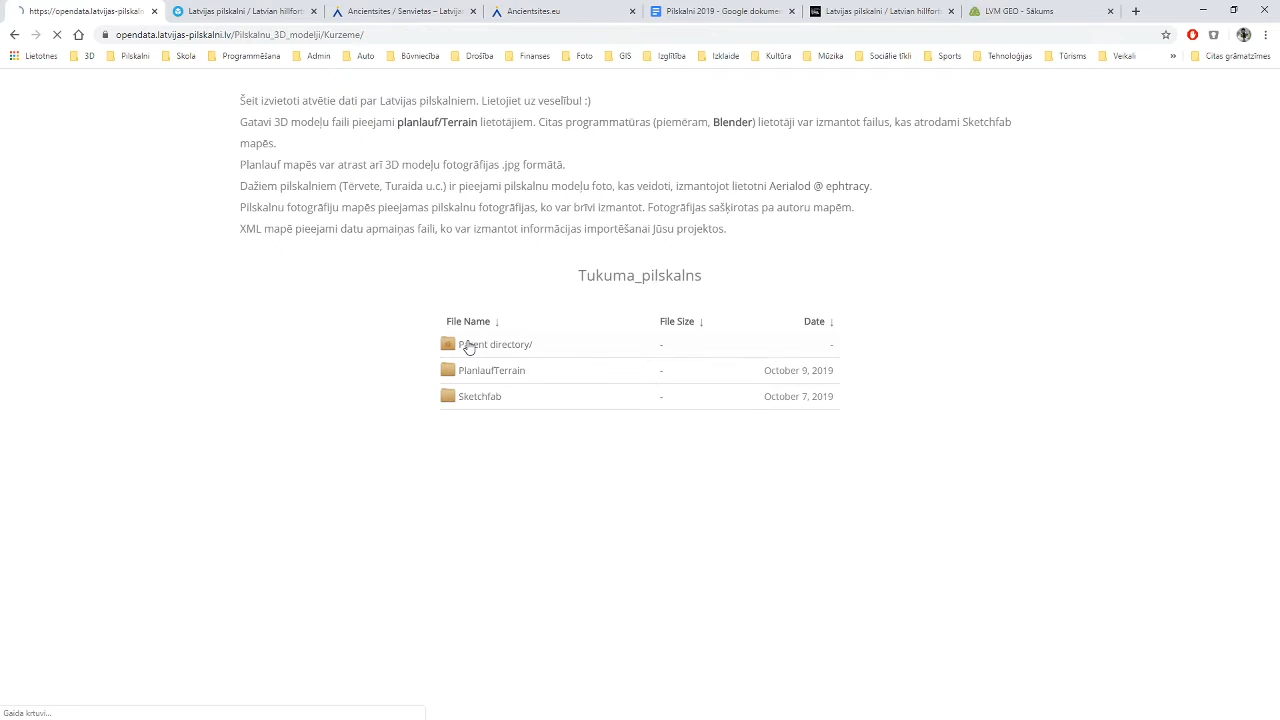 https://opendata.latvijas-pilskaln
Latvijas pilskalni / Latvian hillfort
Ancientsites / Senvietas – Latvija
Ancientsites.eu
Pilskalni 2019 - Google dokumen
Latvijas pilskalni / Latvian hillfort
LVM GEO - Sākums
opendata.latvijas-pilskalni.lv/Pilskalnu_3D_modelji/Kurzeme/
Lietotnes
3D
Pilskalni
Skola
Programmēšana
Admin
Auto
Būvniecība
Drošība
Finanses
Foto
GIS
Izglītība
Izklaide
Kultūra
Mūzika
Sociālie tīkli
Sports
Tehnoloģijas
Tūrisms
Veikali
»
Citas grāmatzīmes
Šeit izvietoti atvētie dati par Latvijas pilskalniem. Lietojiet uz veselību! :)
Gatavi 3D modeļu faili pieejami planlauf/Terrain lietotājiem. Citas programmatūras (piemēram, Blender) lietotāji var izmantot failus, kas atrodami Sketchfab
mapēs.
Planlauf mapēs var atrast arī 3D modeļu fotogrāfijas .jpg formātā.
Dažiem pilskalniem (Tērvete, Turaida u.c.) ir pieejami pilskalnu modeļu foto, kas veidoti, izmantojot lietotni Aerialod @ ephtracy.
Pilskalnu fotogrāfiju mapēs pieejamas pilskalnu fotogrāfijas, ko var brīvi izmantot. Fotogrāfijas sašķirotas pa autoru mapēm.
XML mapē pieejami datu apmaiņas faili, ko var izmantot informācijas importēšanai Jūsu projektos.
Tukuma_pilskalns
File Name ↓ File Size ↓ Date ↓
Parent directory/ - -
PlanlaufTerrain - October 9, 2019
Sketchfab - October 7, 2019
Gaida krtuvi...